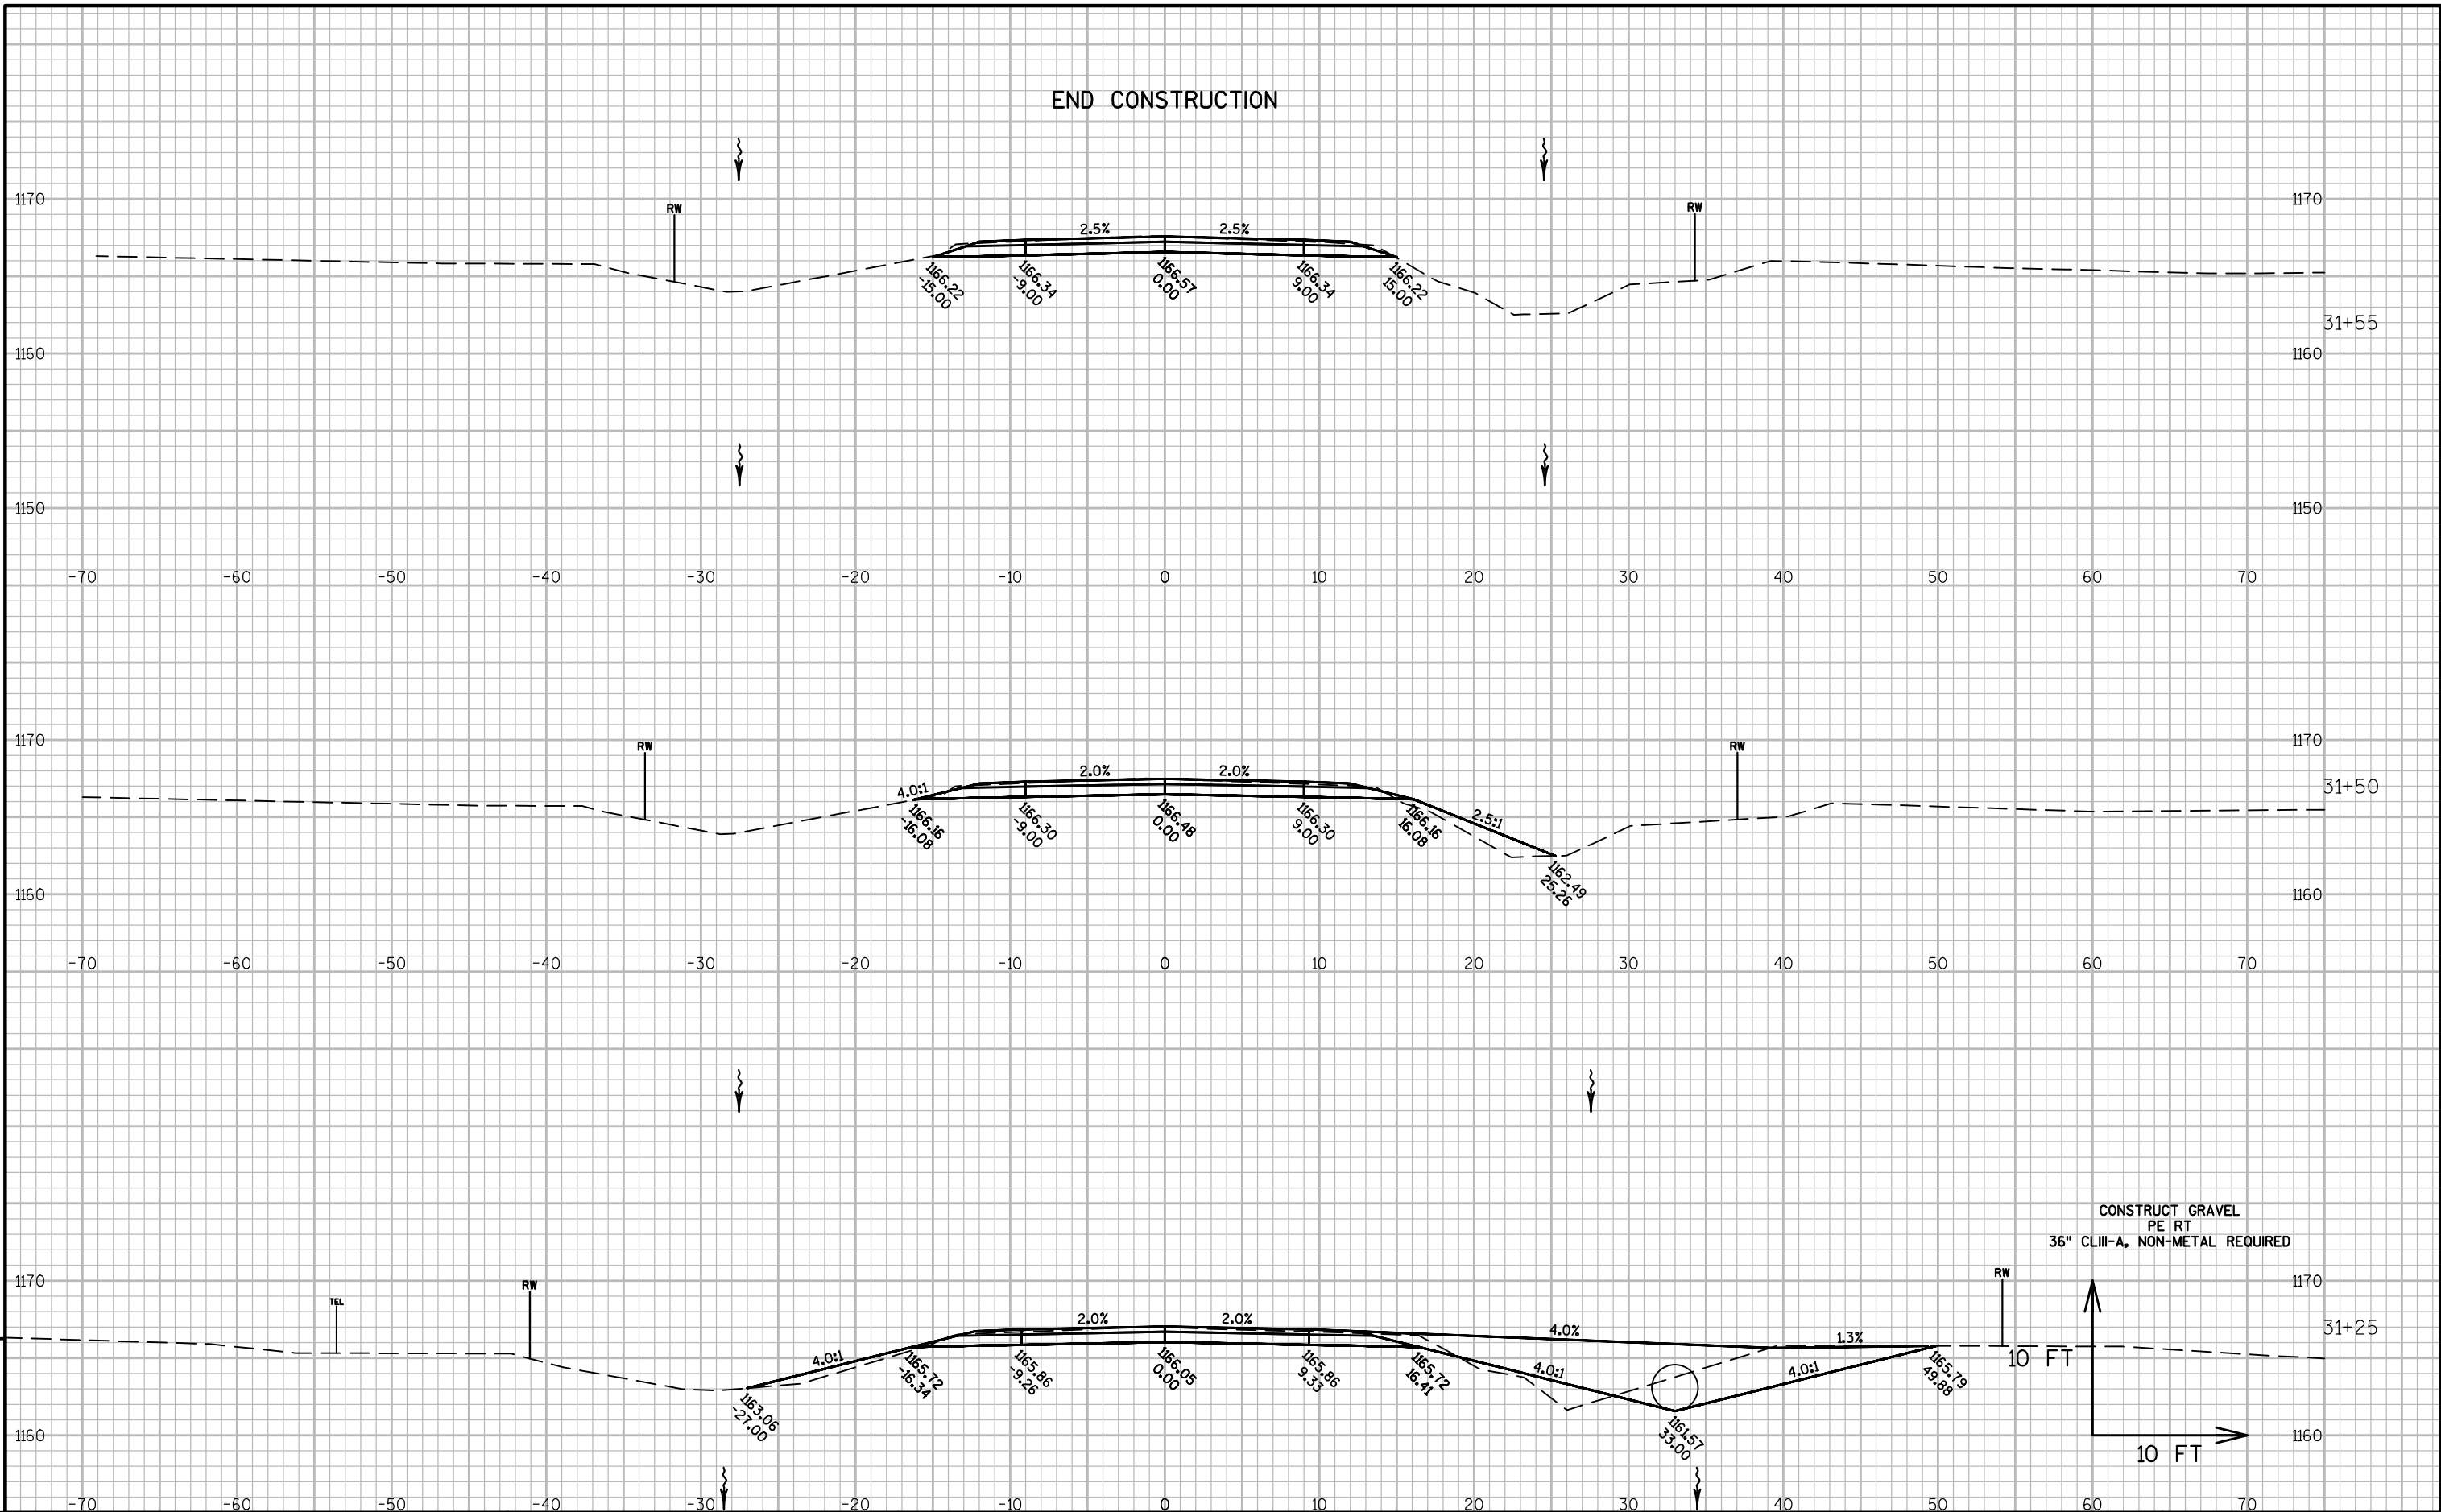 END CONSTRUCTION
1170 1170
RW RW
2.5% 2.5%
1166.22 1166.34 1166.57 1166.34 1166.22
-15.00 -9.00 0.00 9.00 15.00
31+55
1160 1160
1150 1150
-70 -60 -50 -40 -30 -20 -10 0 10 20 30 40 50 60 70
1170 1170
RW RW
2.0% 2.0%
31+50
4.0:1 2.5:1
1166.16 1166.30 1166.48 1166.30 1166.16
-16.08 -9.00 0.00 9.00 16.08
1162.49
25.26
1160 1160
-70 -60 -50 -40 -30 -20 -10 0 10 20 30 40 50 60 70
CONSTRUCT GRAVEL
PE RT
36" CLIII-A, NON-METAL REQUIRED
1170 1170
RW RW
TEL
2.0% 2.0% 4.0% 1.3%
31+25
4.0:1 4.0:1 4.0:1
10 FT
1165.72 1165.86 1166.05 1165.86 1165.72 1165.79
-16.34 -9.26 0.00 9.33 16.41 49.88
1163.06 1161.57
-27.00 33.00
1160 1160
10 FT
-70 -60 -50 -40 -30 -20 -10 0 10 20 30 40 50 60 70